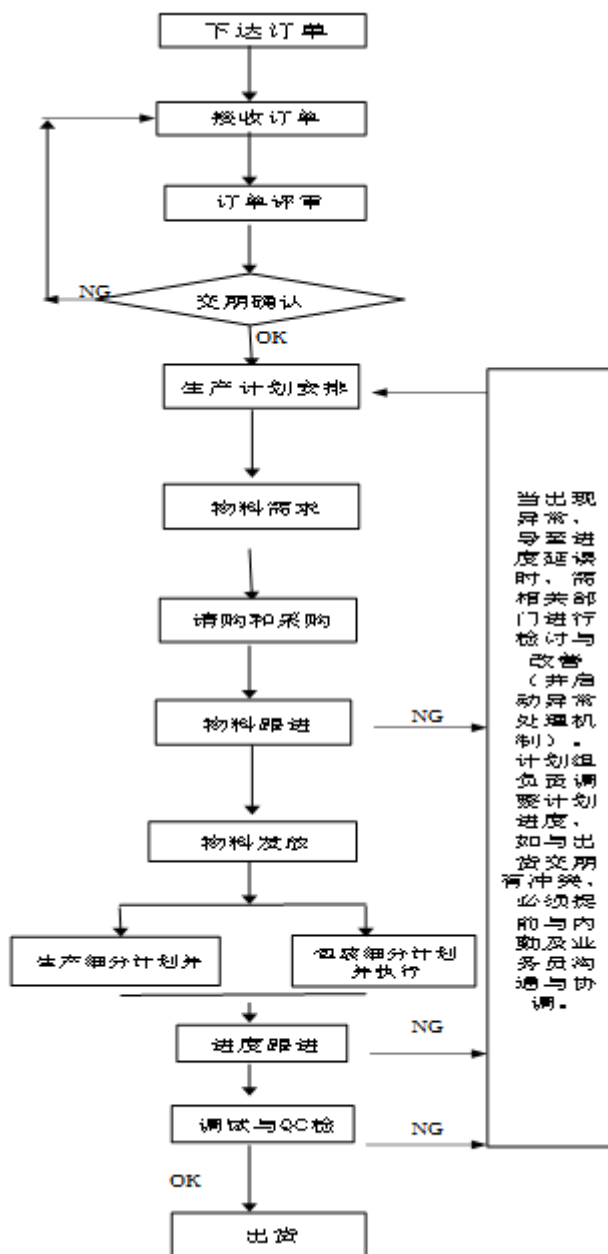 下达订单
接收订单
订单评审
NG
交期确认
OK
生产计划安排
物料需求
请购和采购
物料跟进
NG
物料发放
生产细分计划并
包装细分计划
并执行
进度跟进
NG
调试与QC检
NG
OK
出货
当出现
异常,
导至进
度延误
时,需
相关部
门进行
检讨与
改善
(并启
动异常
处理机
制)。
计划组
负责调
整计划
进度,
如与出
货交期
有冲突,
必须提
前与内
勤及业
务员沟
通与协
调。